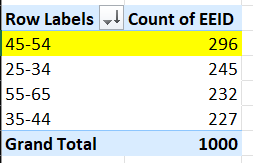 Row Labels Count of EEID
45-54 296
25-34 245
55-65 232
35-44 227
Grand Total 1000